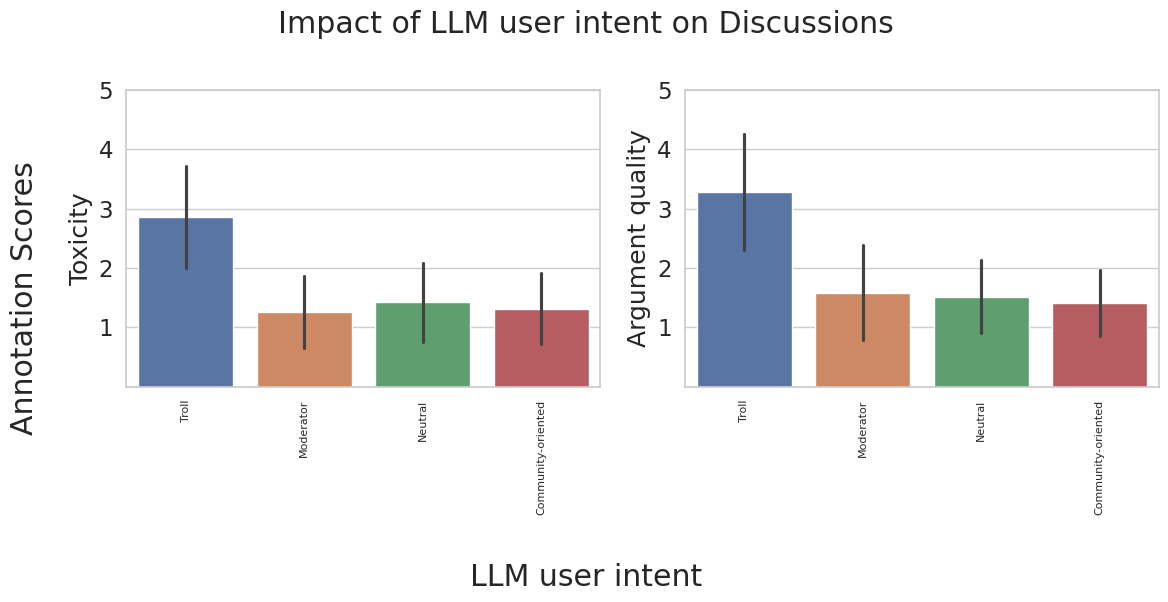 Impact of LLM user intent on Discussions
Annotation Scores
Toxicity
5
4
3
2
1
Troll
Moderator
Neutral
Community-oriented
Argument quality
5
4
3
2
1
Troll
Moderator
Neutral
Community-oriented
LLM user intent